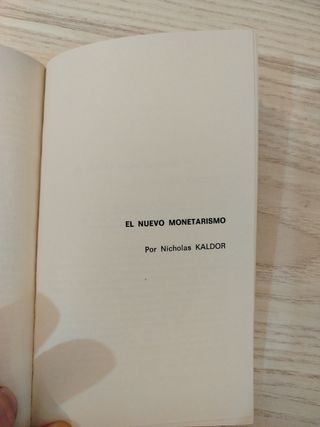 EL NUEVO MONETARISMO
Por Nicholas KALDOR